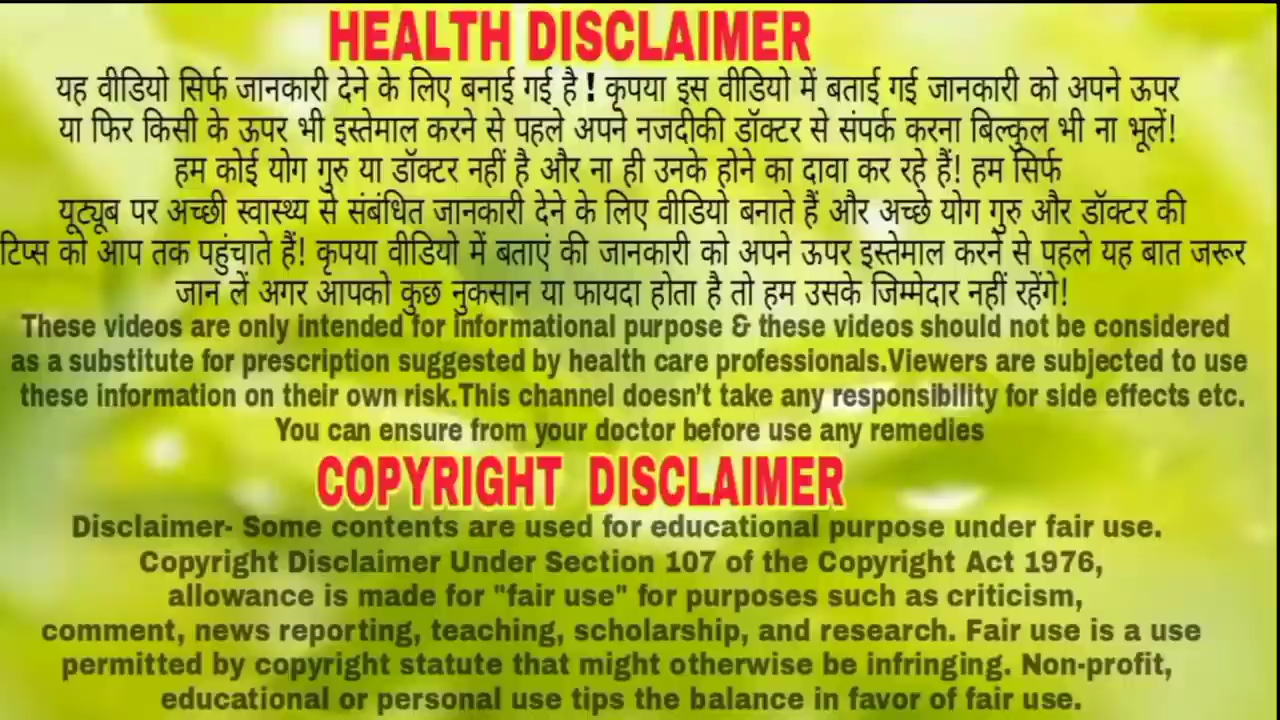 HEALTH DISCLAIMER
यह वीडियो सिर्फ जानकारी देने के लिए बनाई गई है ! कृपया इस वीडियो में बताई गई जानकारी को अपने ऊपर
या फिर किसी के ऊपर भी इस्तेमाल करने से पहले अपने नजदीकी डॉक्टर से संपर्क करना बिल्कुल भी ना भूलें!
हम कोई योग गुरु या डॉक्टर नहीं है और ना ही उनके होने का दावा कर रहे हैं! हम सिर्फ
यूट्यूब पर अच्छी स्वास्थ्य से संबंधित जानकारी देने के लिए वीडियो बनाते हैं और अच्छे योग गुरु और डॉक्टर की
टिप्स को आप तक पहुंचाते हैं! कृपया वीडियो में बताएं की जानकारी को अपने ऊपर इस्तेमाल करने से पहले यह बात जरूर
जान लें अगर आपको कुछ नुकसान या फायदा होता है तो हम उसके जिम्मेदार नहीं रहेंगे!
These videos are only intended for informational purpose & these videos should not be considered
as a substitute for prescription suggested by health care professionals.Viewers are subjected to use
these information on their own risk.This channel doesn't take any responsibility for side effects etc.
You can ensure from your doctor before use any remedies
COPYRIGHT DISCLAIMER
Disclaimer- Some contents are used for educational purpose under fair use.
Copyright Disclaimer Under Section 107 of the Copyright Act 1976,
allowance is made for "fair use" for purposes such as criticism,
comment, news reporting, teaching, scholarship, and research. Fair use is a use
permitted by copyright statute that might otherwise be infringing. Non-profit,
educational or personal use tips the balance in favor of fair use.